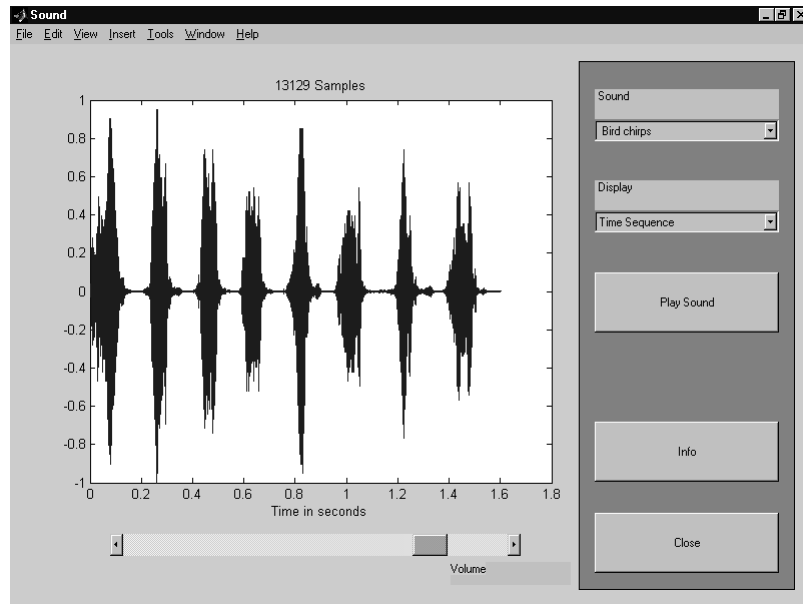 Sound
File Edit View Insert Tools Window Help
13129 Samples
1
0.8
0.6
0.4
0.2
0
-0.2
-0.4
-0.6
-0.8
-1
0 0.2 0.4 0.6 0.8 1 1.2 1.4 1.6 1.8
Time in seconds
Volume
Sound
Bird chirps
Display
Time Sequence
Play Sound
Info
Close